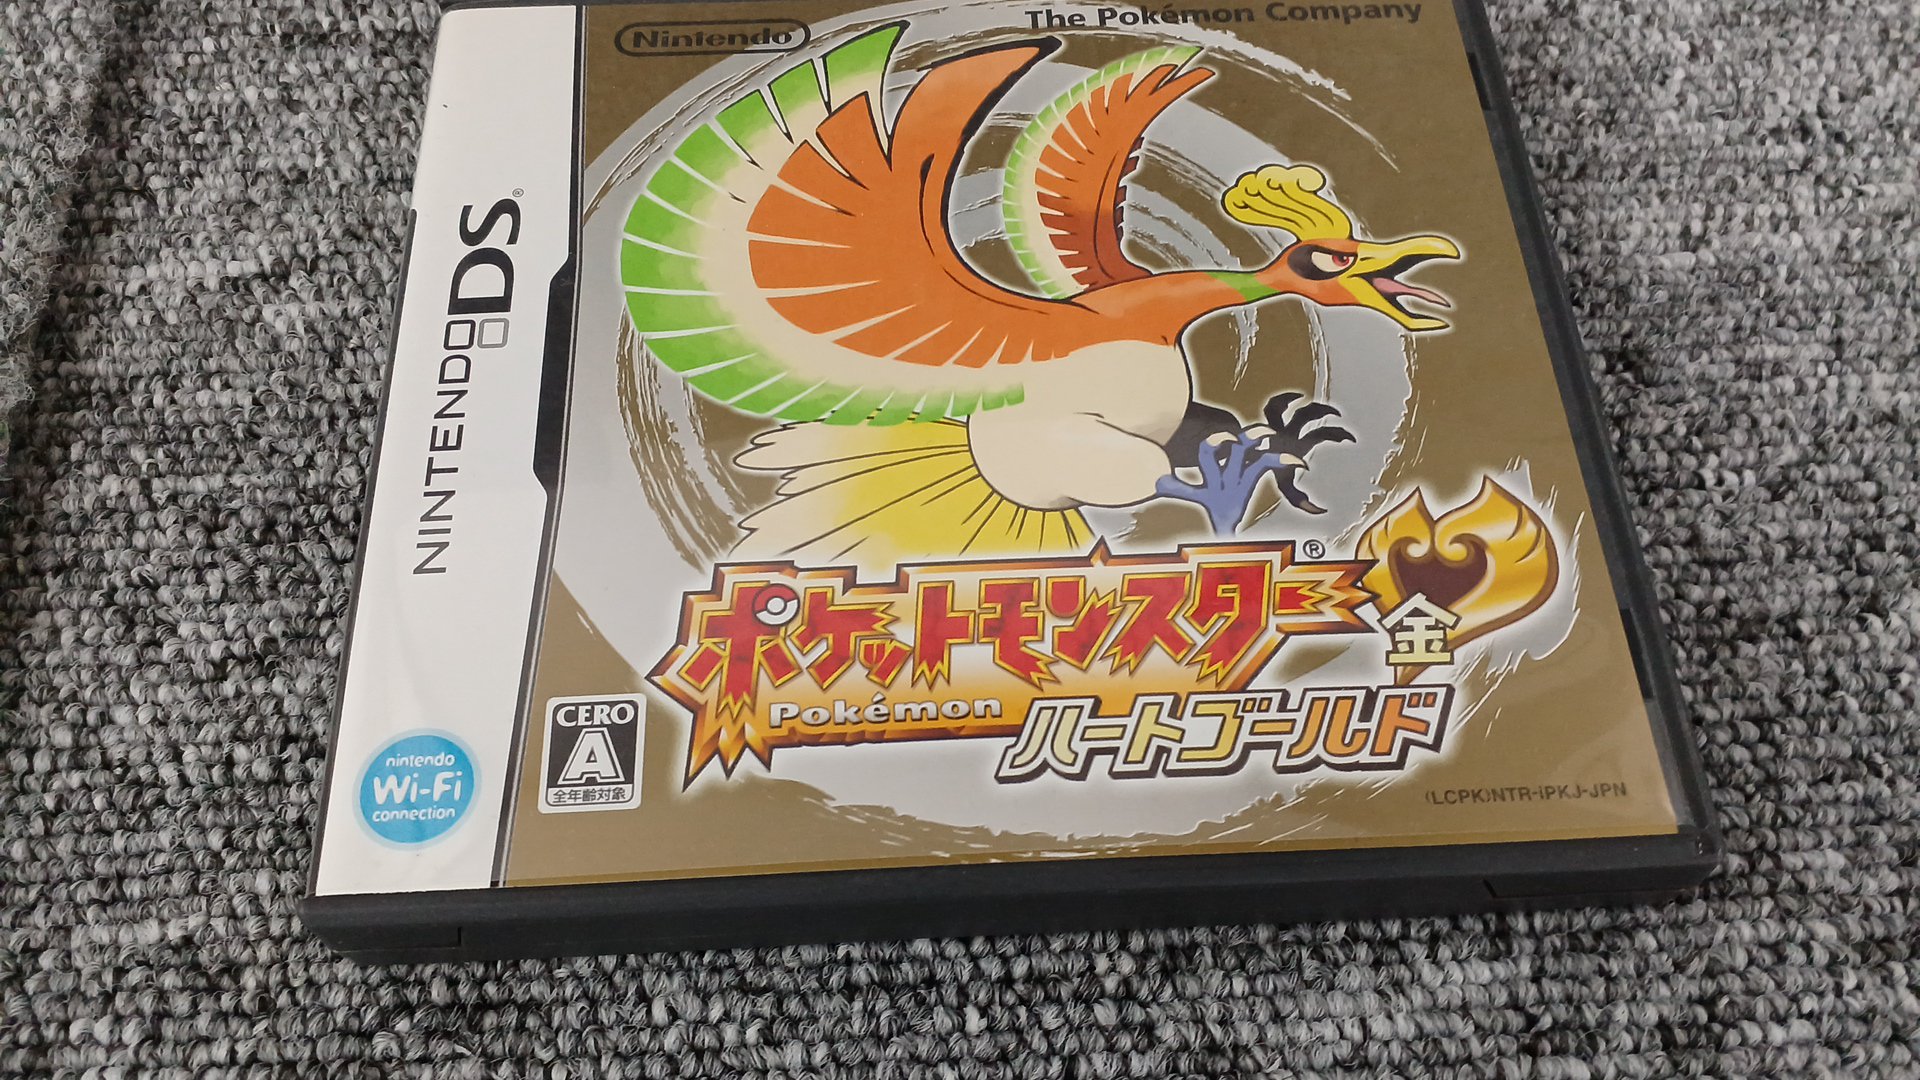 Nintendo
The Pokémon Company
NINTENDO DS®
ポケットモンスター®
Pokémon
金
ハートゴールド
CERO
A
全年齢対象
nintendo
Wi-Fi
connection
(LCPK)NTR-IPKJ-JPN